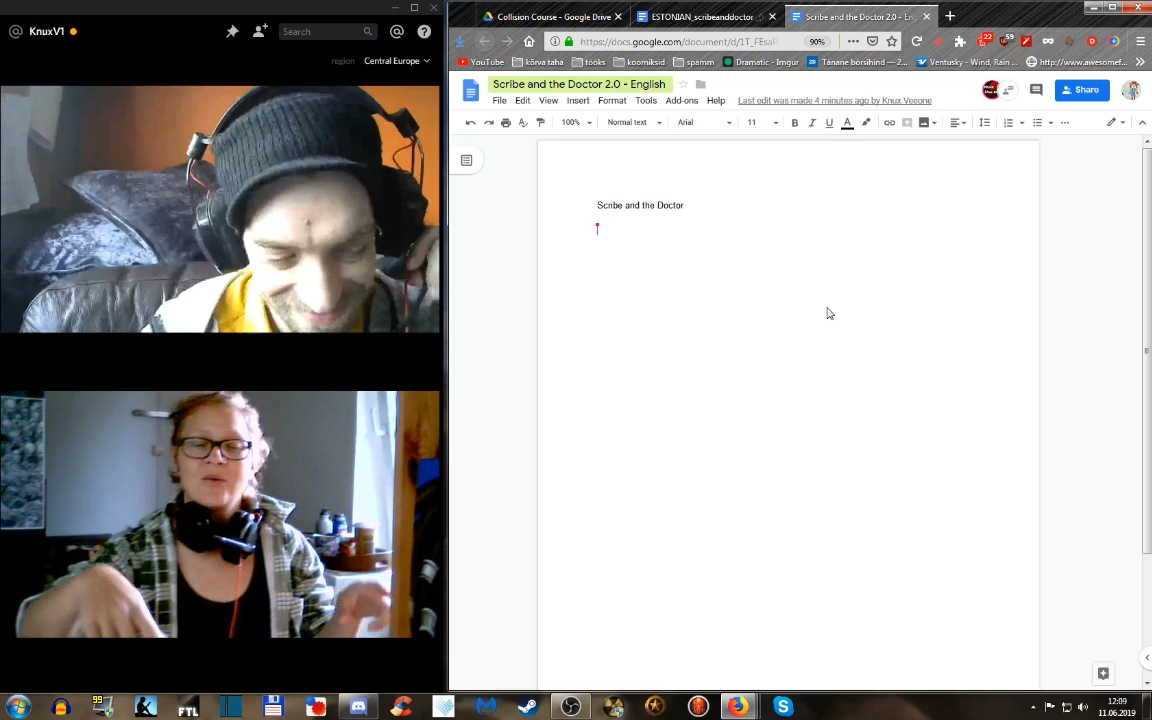 KnuxV1
Search
region Central Europe
Collision Course - Google Drive
ESTONIAN_scribeanddoctor
Scribe and the Doctor 2.0 - Eng
https://docs.google.com/document/d/1T_FEsal
90%
22
59
YouTube
kõrva taha
tööks
koomiksid
spämm
Dramatic - Imgur
Tänane börsihind — 2...
Ventusky - Wind, Rain ...
http://www.awesomef...
Scribe and the Doctor 2.0 - English
File Edit View Insert Format Tools Add-ons Help Last edit was made 4 minutes ago by Knux Veeone
Share
100% Normal text Arial 11 B I U A
Scribe and the Doctor
99
FTL
12:09
11.06.2019